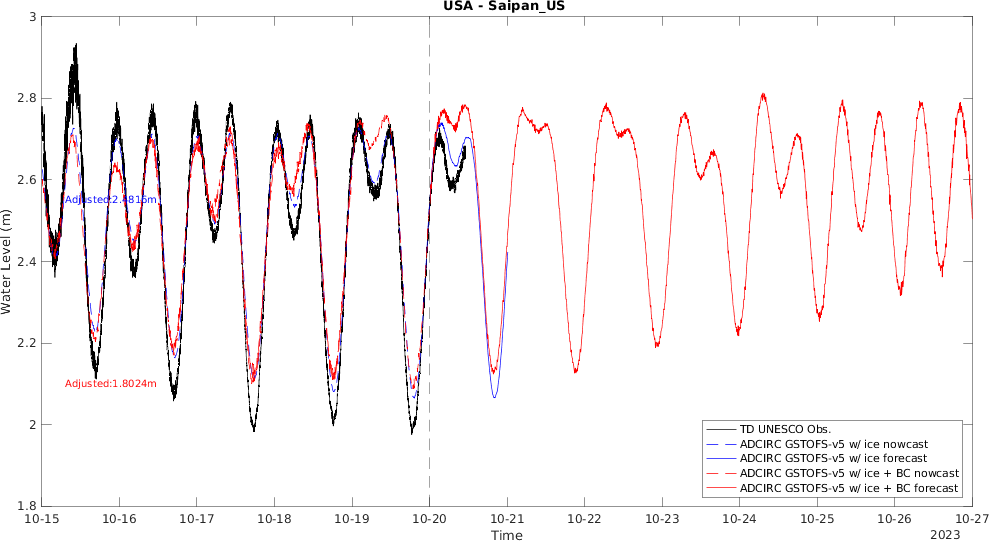 USA - Saipan_US
3
2.8
2.6
2.4
2.2
2
1.8
Water Level (m)
Adjusted:2.4815m
Adjusted:1.8024m
TD UNESCO Obs.
ADCIRC GSTOFS-v5 w/ ice nowcast
ADCIRC GSTOFS-v5 w/ ice forecast
ADCIRC GSTOFS-v5 w/ ice + BC nowcast
ADCIRC GSTOFS-v5 w/ ice + BC forecast
10-15 10-16 10-17 10-18 10-19 10-20 10-21 10-22 10-23 10-24 10-25 10-26 10-27
Time
2023